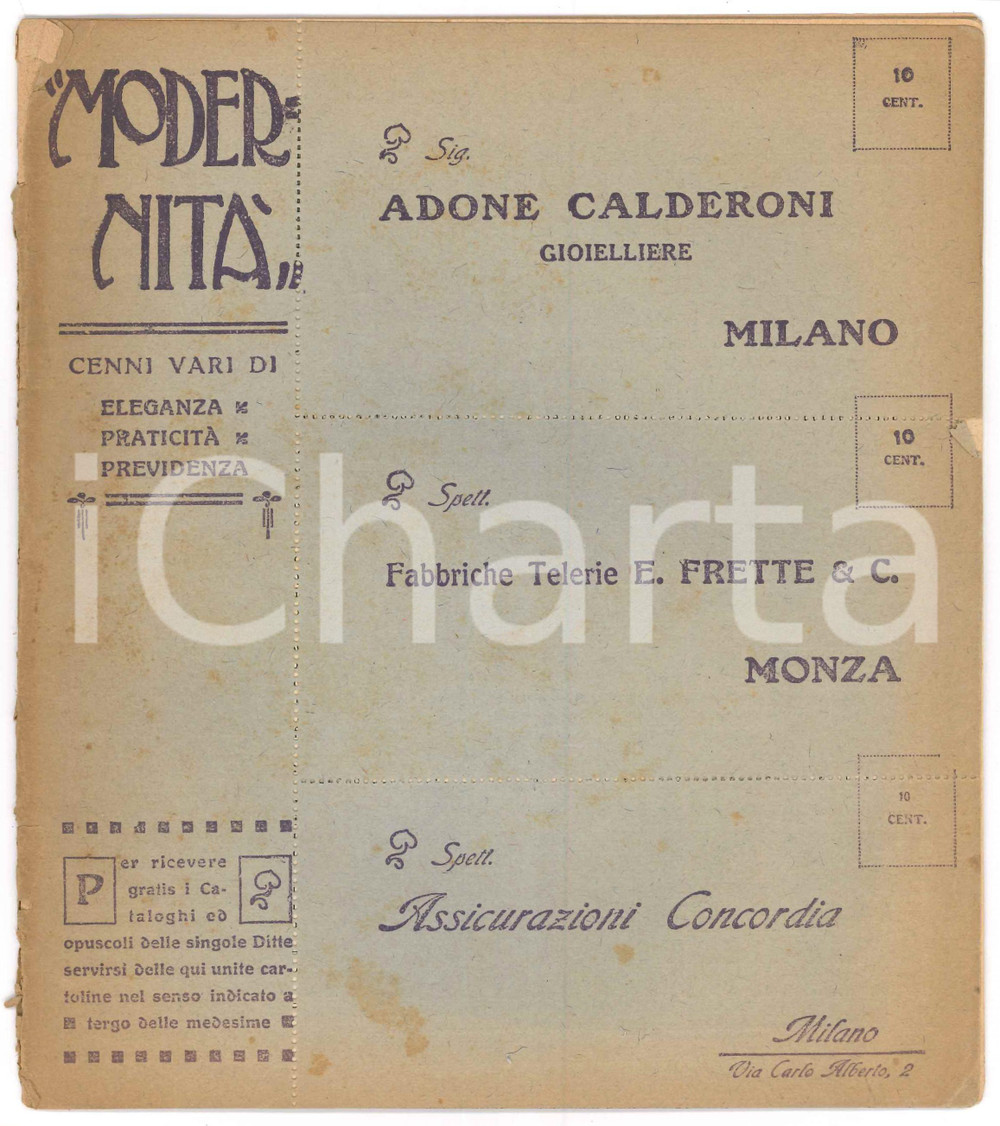 "MODER-
NITÀ„
CENNI VARI DI
ELEGANZA
PRATICITÀ
PREVIDENZA
Per ricevere
gratis i Ca-
taloghi ed
opuscoli delle singole Ditte
servirsi delle qui unite car-
toline nel senso indicato a
tergo delle medesime
10
CENT.
Sig.
ADONE CALDERONI
GIOIELLIERE
MILANO
10
CENT.
Spett.
Fabbriche Telerie E. FRETTE & C.
MONZA
10
CENT.
Spett.
Assicurazioni Concordia
Milano
Via Carlo Alberto, 2
iCharta